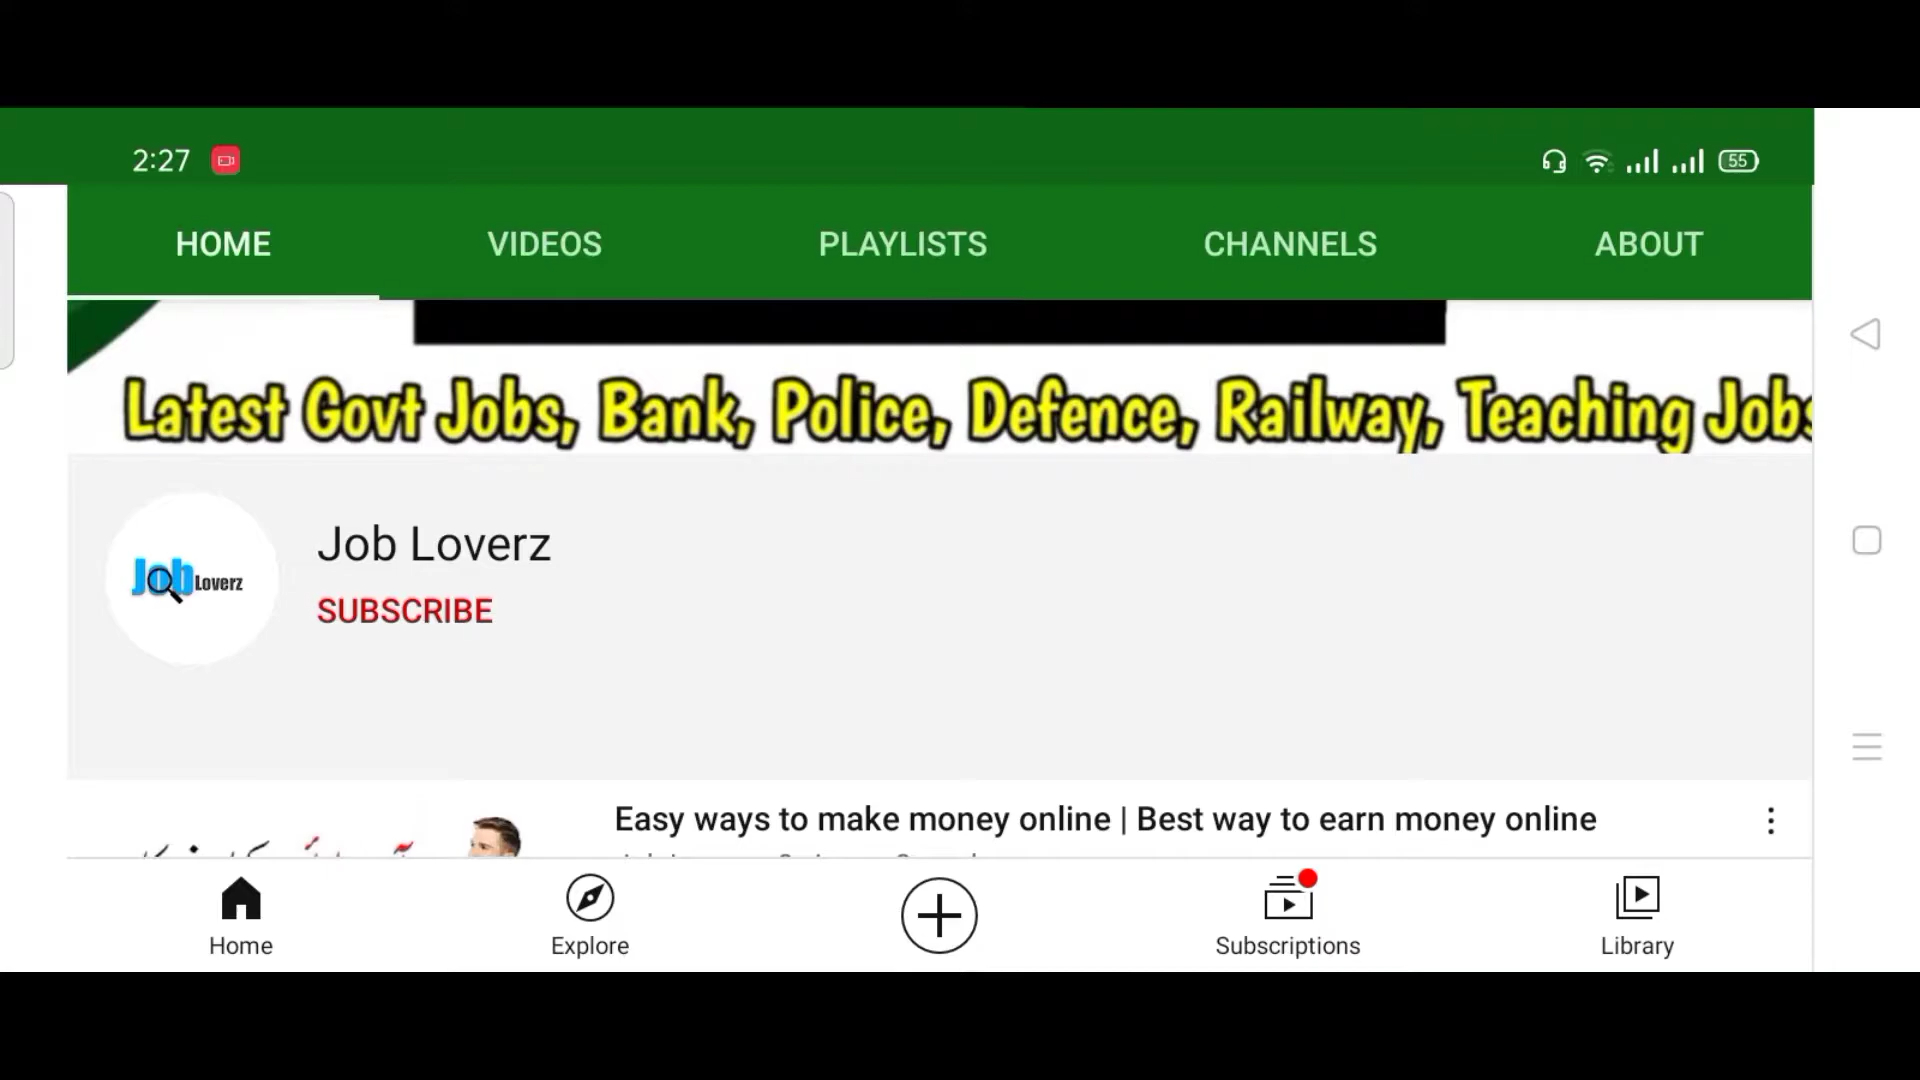 2:27
55
HOME VIDEOS PLAYLISTS CHANNELS ABOUT
Latest Govt Jobs, Bank, Police, Defence, Railway, Teaching Jobs
Job Loverz
Job Loverz
SUBSCRIBE
Easy ways to make money online | Best way to earn money online
Home Explore Subscriptions Library